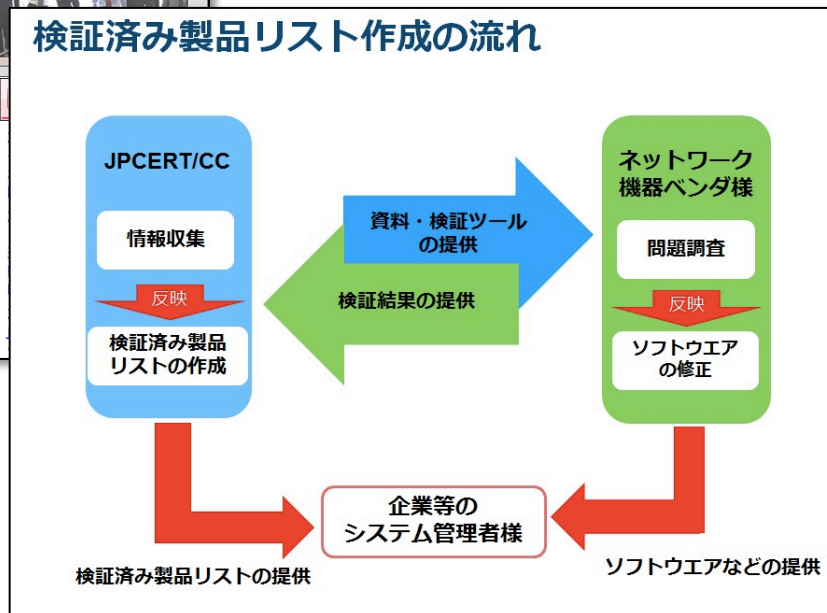 検証済み製品リスト作成の流れ
JPCERT/CC
情報収集
反映
検証済み製品
リストの作成
資料・検証ツール
の提供
検証結果の提供
ネットワーク
機器ベンダ様
問題調査
反映
ソフトウエア
の修正
企業等の
システム管理者様
検証済み製品リストの提供
ソフトウエアなどの提供